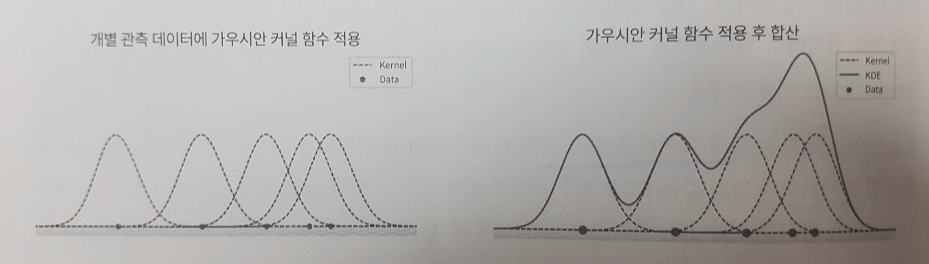 개별 관측 데이터에 가우시안 커널 함수 적용
Kernel
Data
가우시안 커널 함수 적용 후 합산
Kernel
KDE
Data